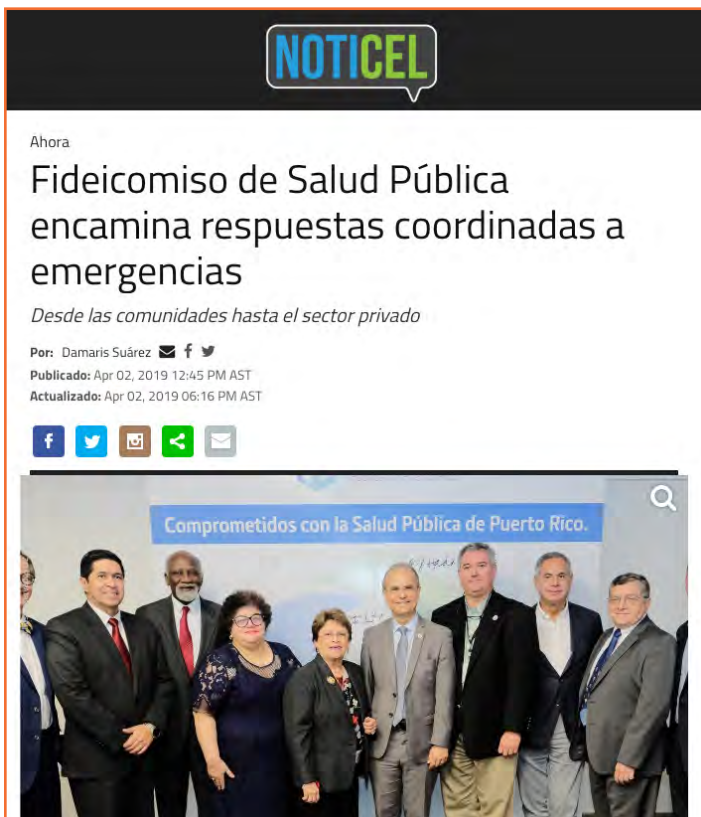 NOTICEL
Ahora
Fideicomiso de Salud Pública
encamina respuestas coordinadas a
emergencias
Desde las comunidades hasta el sector privado
Por: Damaris Suárez
Publicado: Apr 02, 2019 12:45 PM AST
Actualizado: Apr 02, 2019 06:16 PM AST
Comprometidos con la Salud Pública de Puerto Rico.